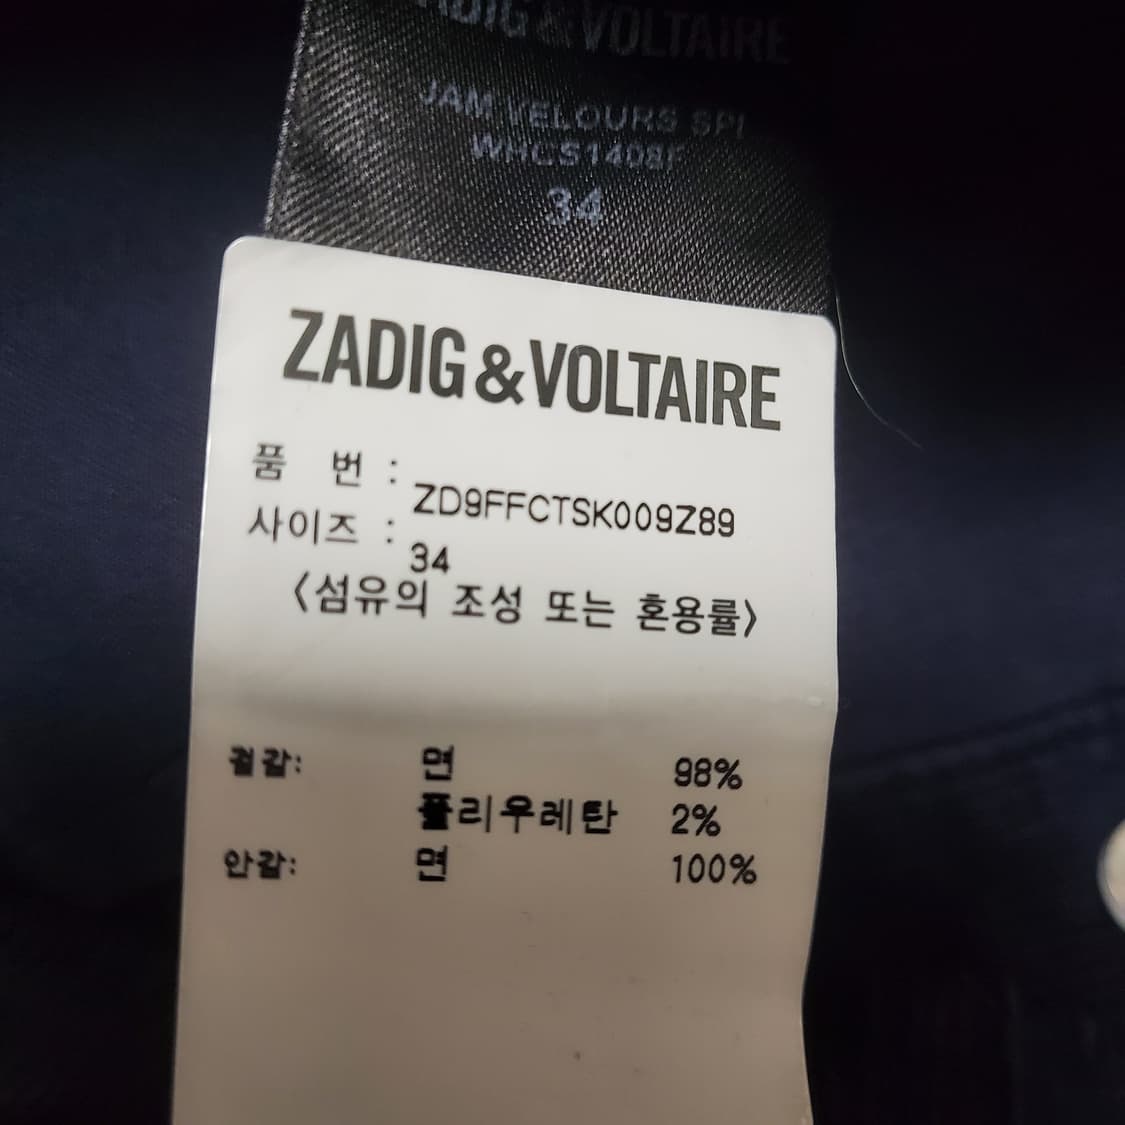 ZADIG & VOLTAIRE
JAM VELOURS SPI
WHCS1408F
34
ZADIG & VOLTAIRE
품 번 : ZD9FFCTSK009Z89
사이즈 : 34
<섬유의 조성 또는 혼용률>
겉감: 면 98%
폴리우레탄 2%
안감: 면 100%